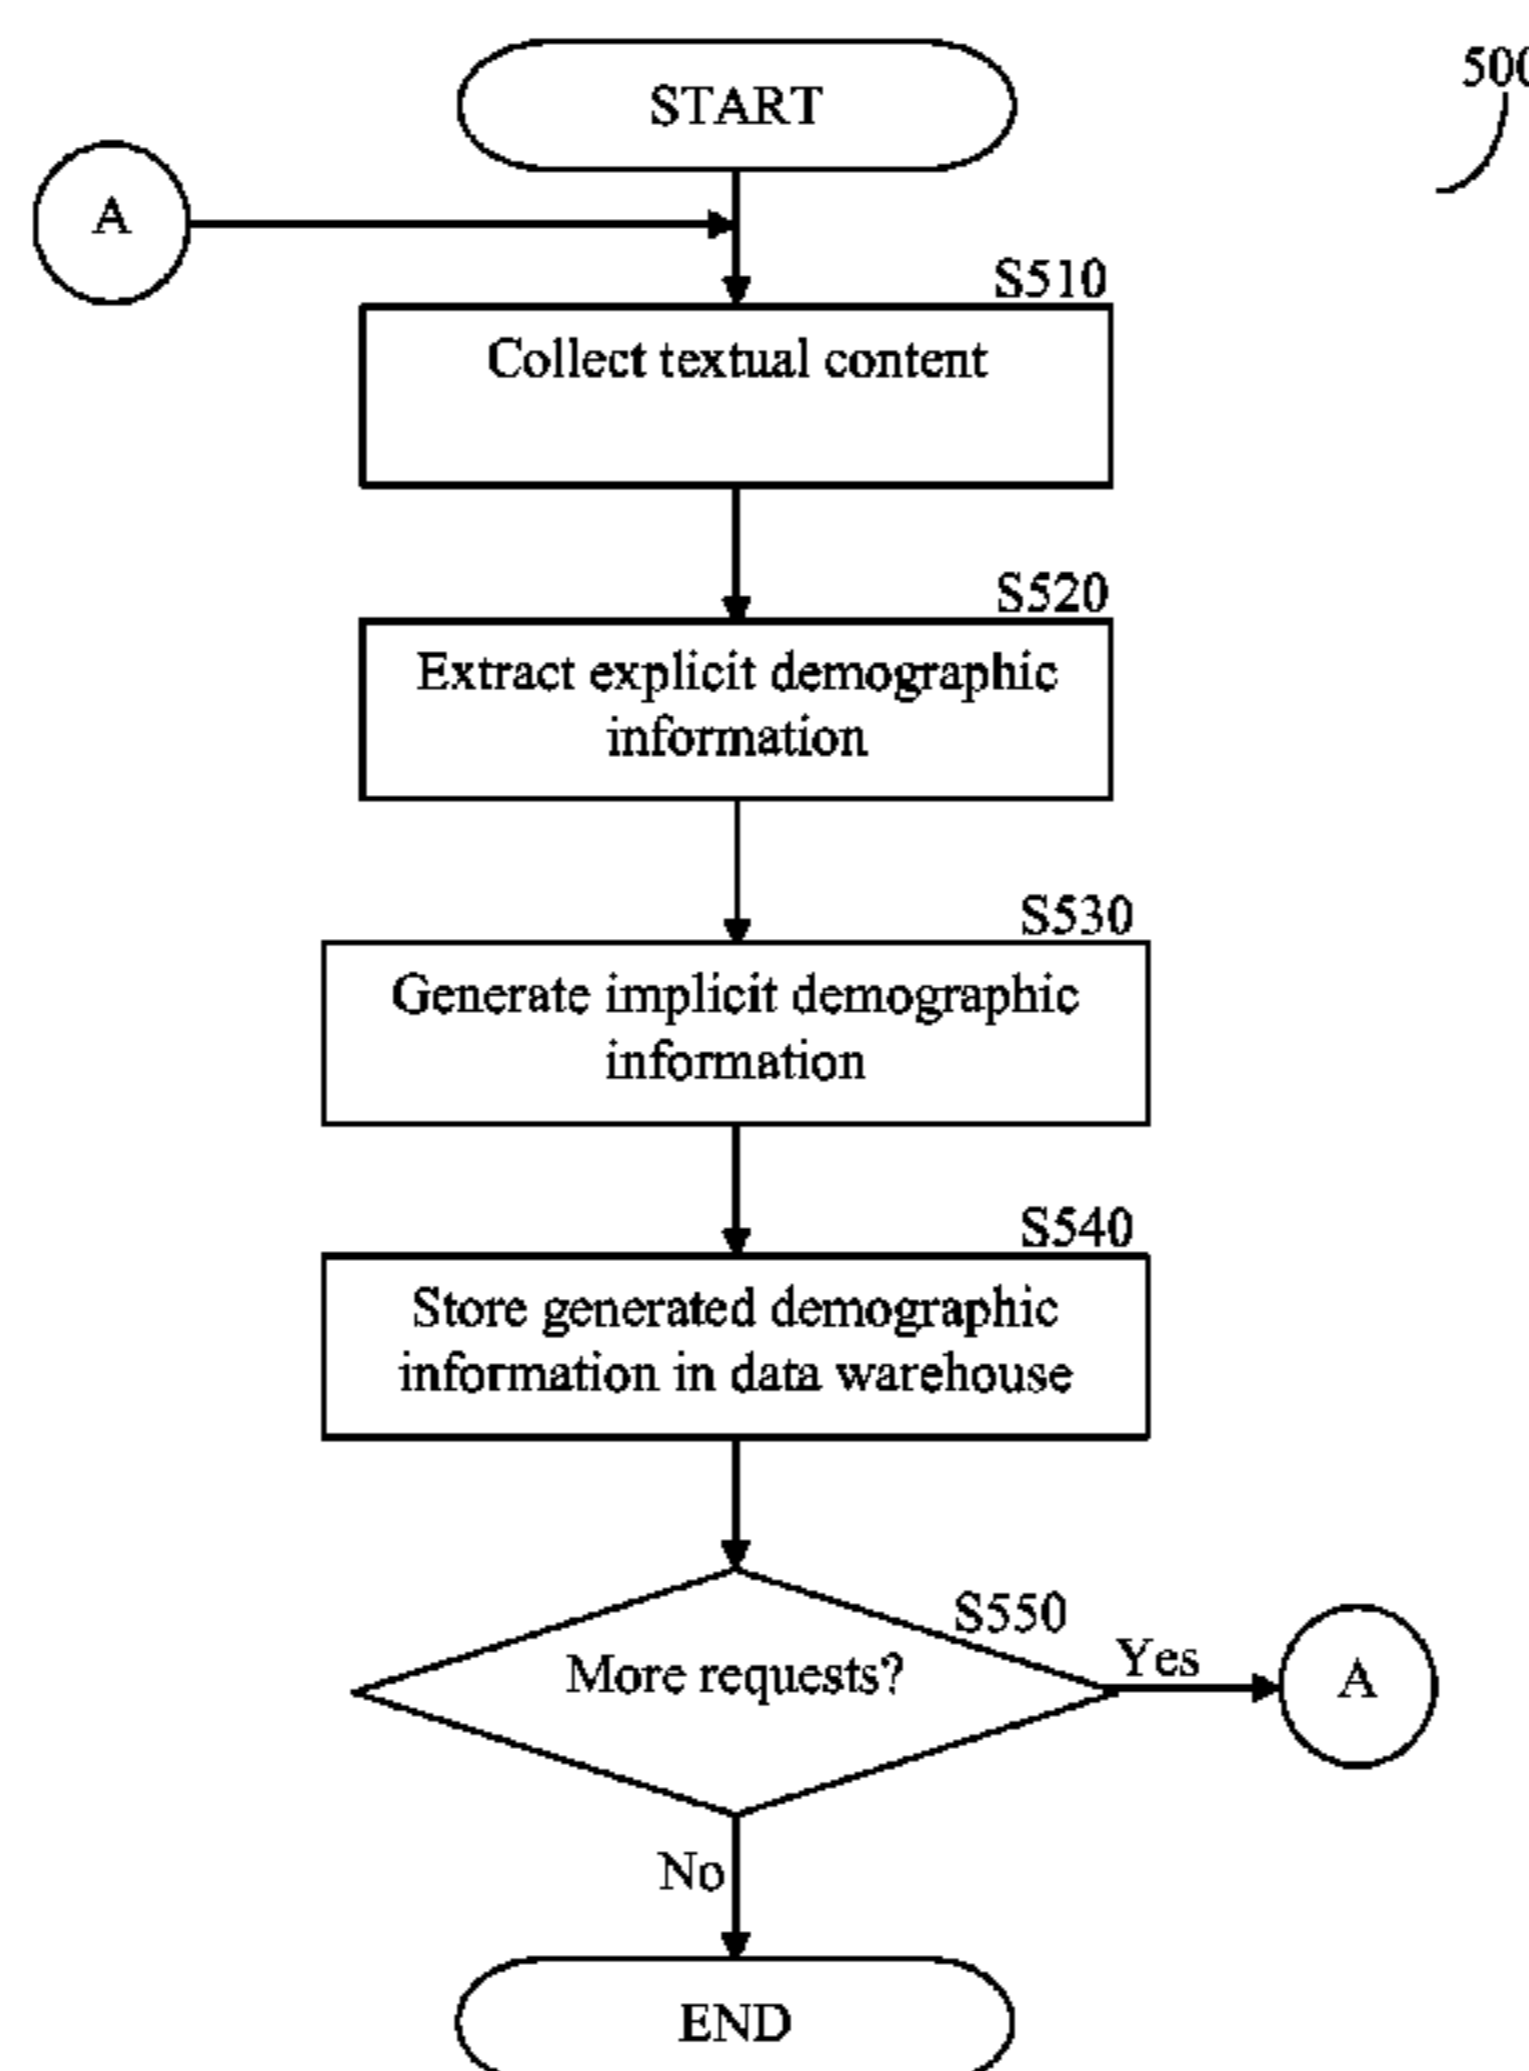 START
500
A
S510
Collect textual content
S520
Extract explicit demographic
information
S530
Generate implicit demographic
information
S540
Store generated demographic
information in data warehouse
S550
More requests?
Yes
A
No
END